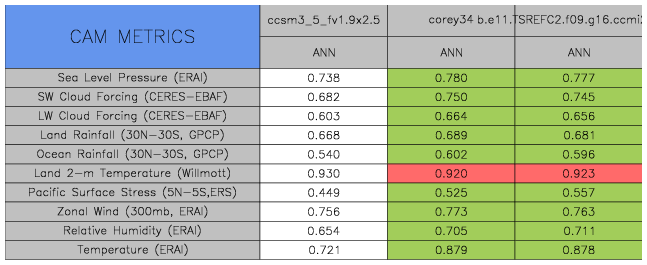 CAM METRICS
ccsm3_5_fv1.9x2.5 corey34 b.e11.TSREFC2.f09.g16.ccmi2
ANN ANN ANN
Sea Level Pressure (ERAI) 0.738 0.780 0.777
SW Cloud Forcing (CERES-EBAF) 0.682 0.750 0.745
LW Cloud Forcing (CERES-EBAF) 0.603 0.664 0.656
Land Rainfall (30N-30S, GPCP) 0.668 0.689 0.681
Ocean Rainfall (30N-30S, GPCP) 0.540 0.602 0.596
Land 2-m Temperature (Willmott) 0.930 0.920 0.923
Pacific Surface Stress (5N-5S,ERS) 0.449 0.525 0.557
Zonal Wind (300mb, ERAI) 0.756 0.773 0.763
Relative Humidity (ERAI) 0.654 0.705 0.711
Temperature (ERAI) 0.721 0.879 0.878